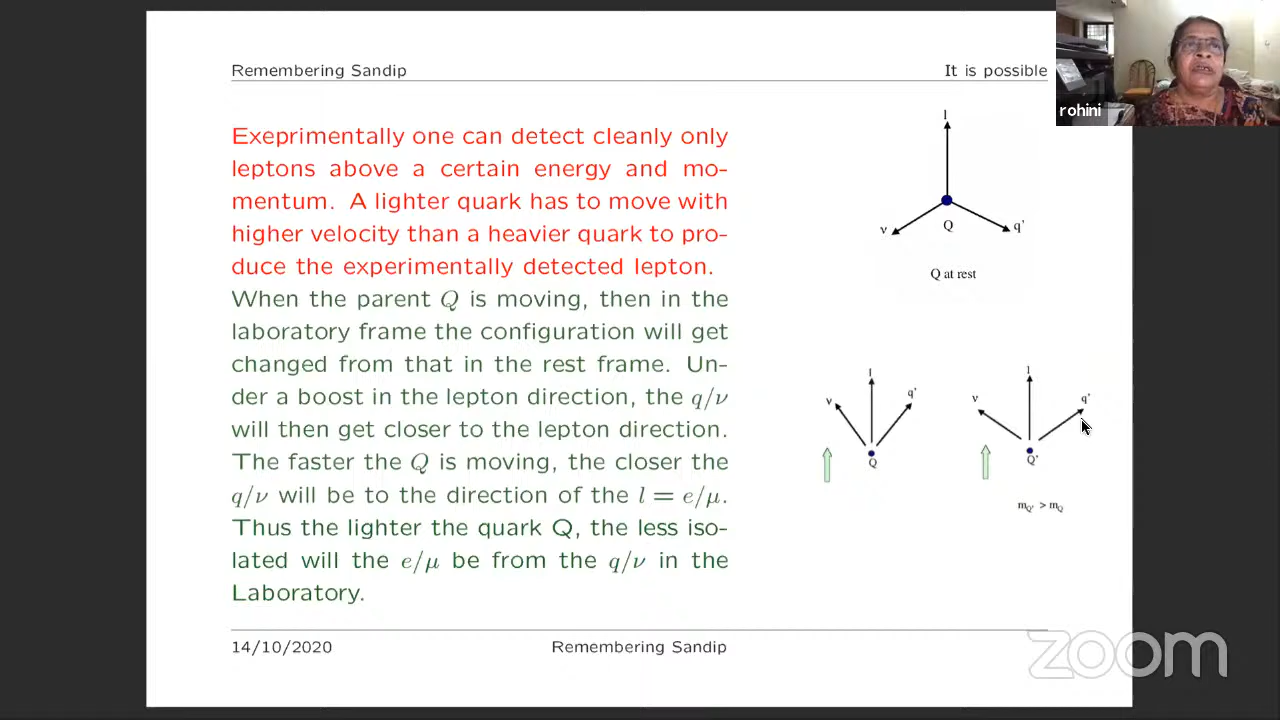 Remembering Sandip
It is possible
rohini
Exeprimentally one can detect cleanly only
leptons above a certain energy and mo-
mentum. A lighter quark has to move with
higher velocity than a heavier quark to pro-
duce the experimentally detected lepton.
When the parent Q is moving, then in the
laboratory frame the configuration will get
changed from that in the rest frame. Un-
der a boost in the lepton direction, the q/ν
will then get closer to the lepton direction.
The faster the Q is moving, the closer the
q/ν will be to the direction of the l = e/μ.
Thus the lighter the quark Q, the less iso-
lated will the e/μ be from the q/ν in the
Laboratory.
l
ν
Q
q'
Q at rest
l
ν
q'
Q
l
ν
q'
Q'
m_Q' > m_Q
14/10/2020
Remembering Sandip
zoom